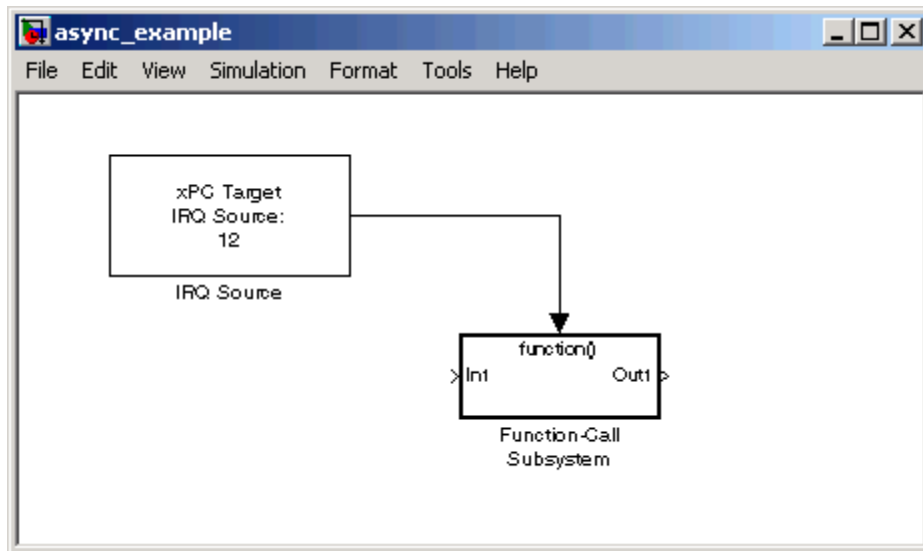 async_example
File Edit View Simulation Format Tools Help
xPC Target
IRQ Source:
12
IRQ Source
function()
In1 Out1
Function-Call
Subsystem